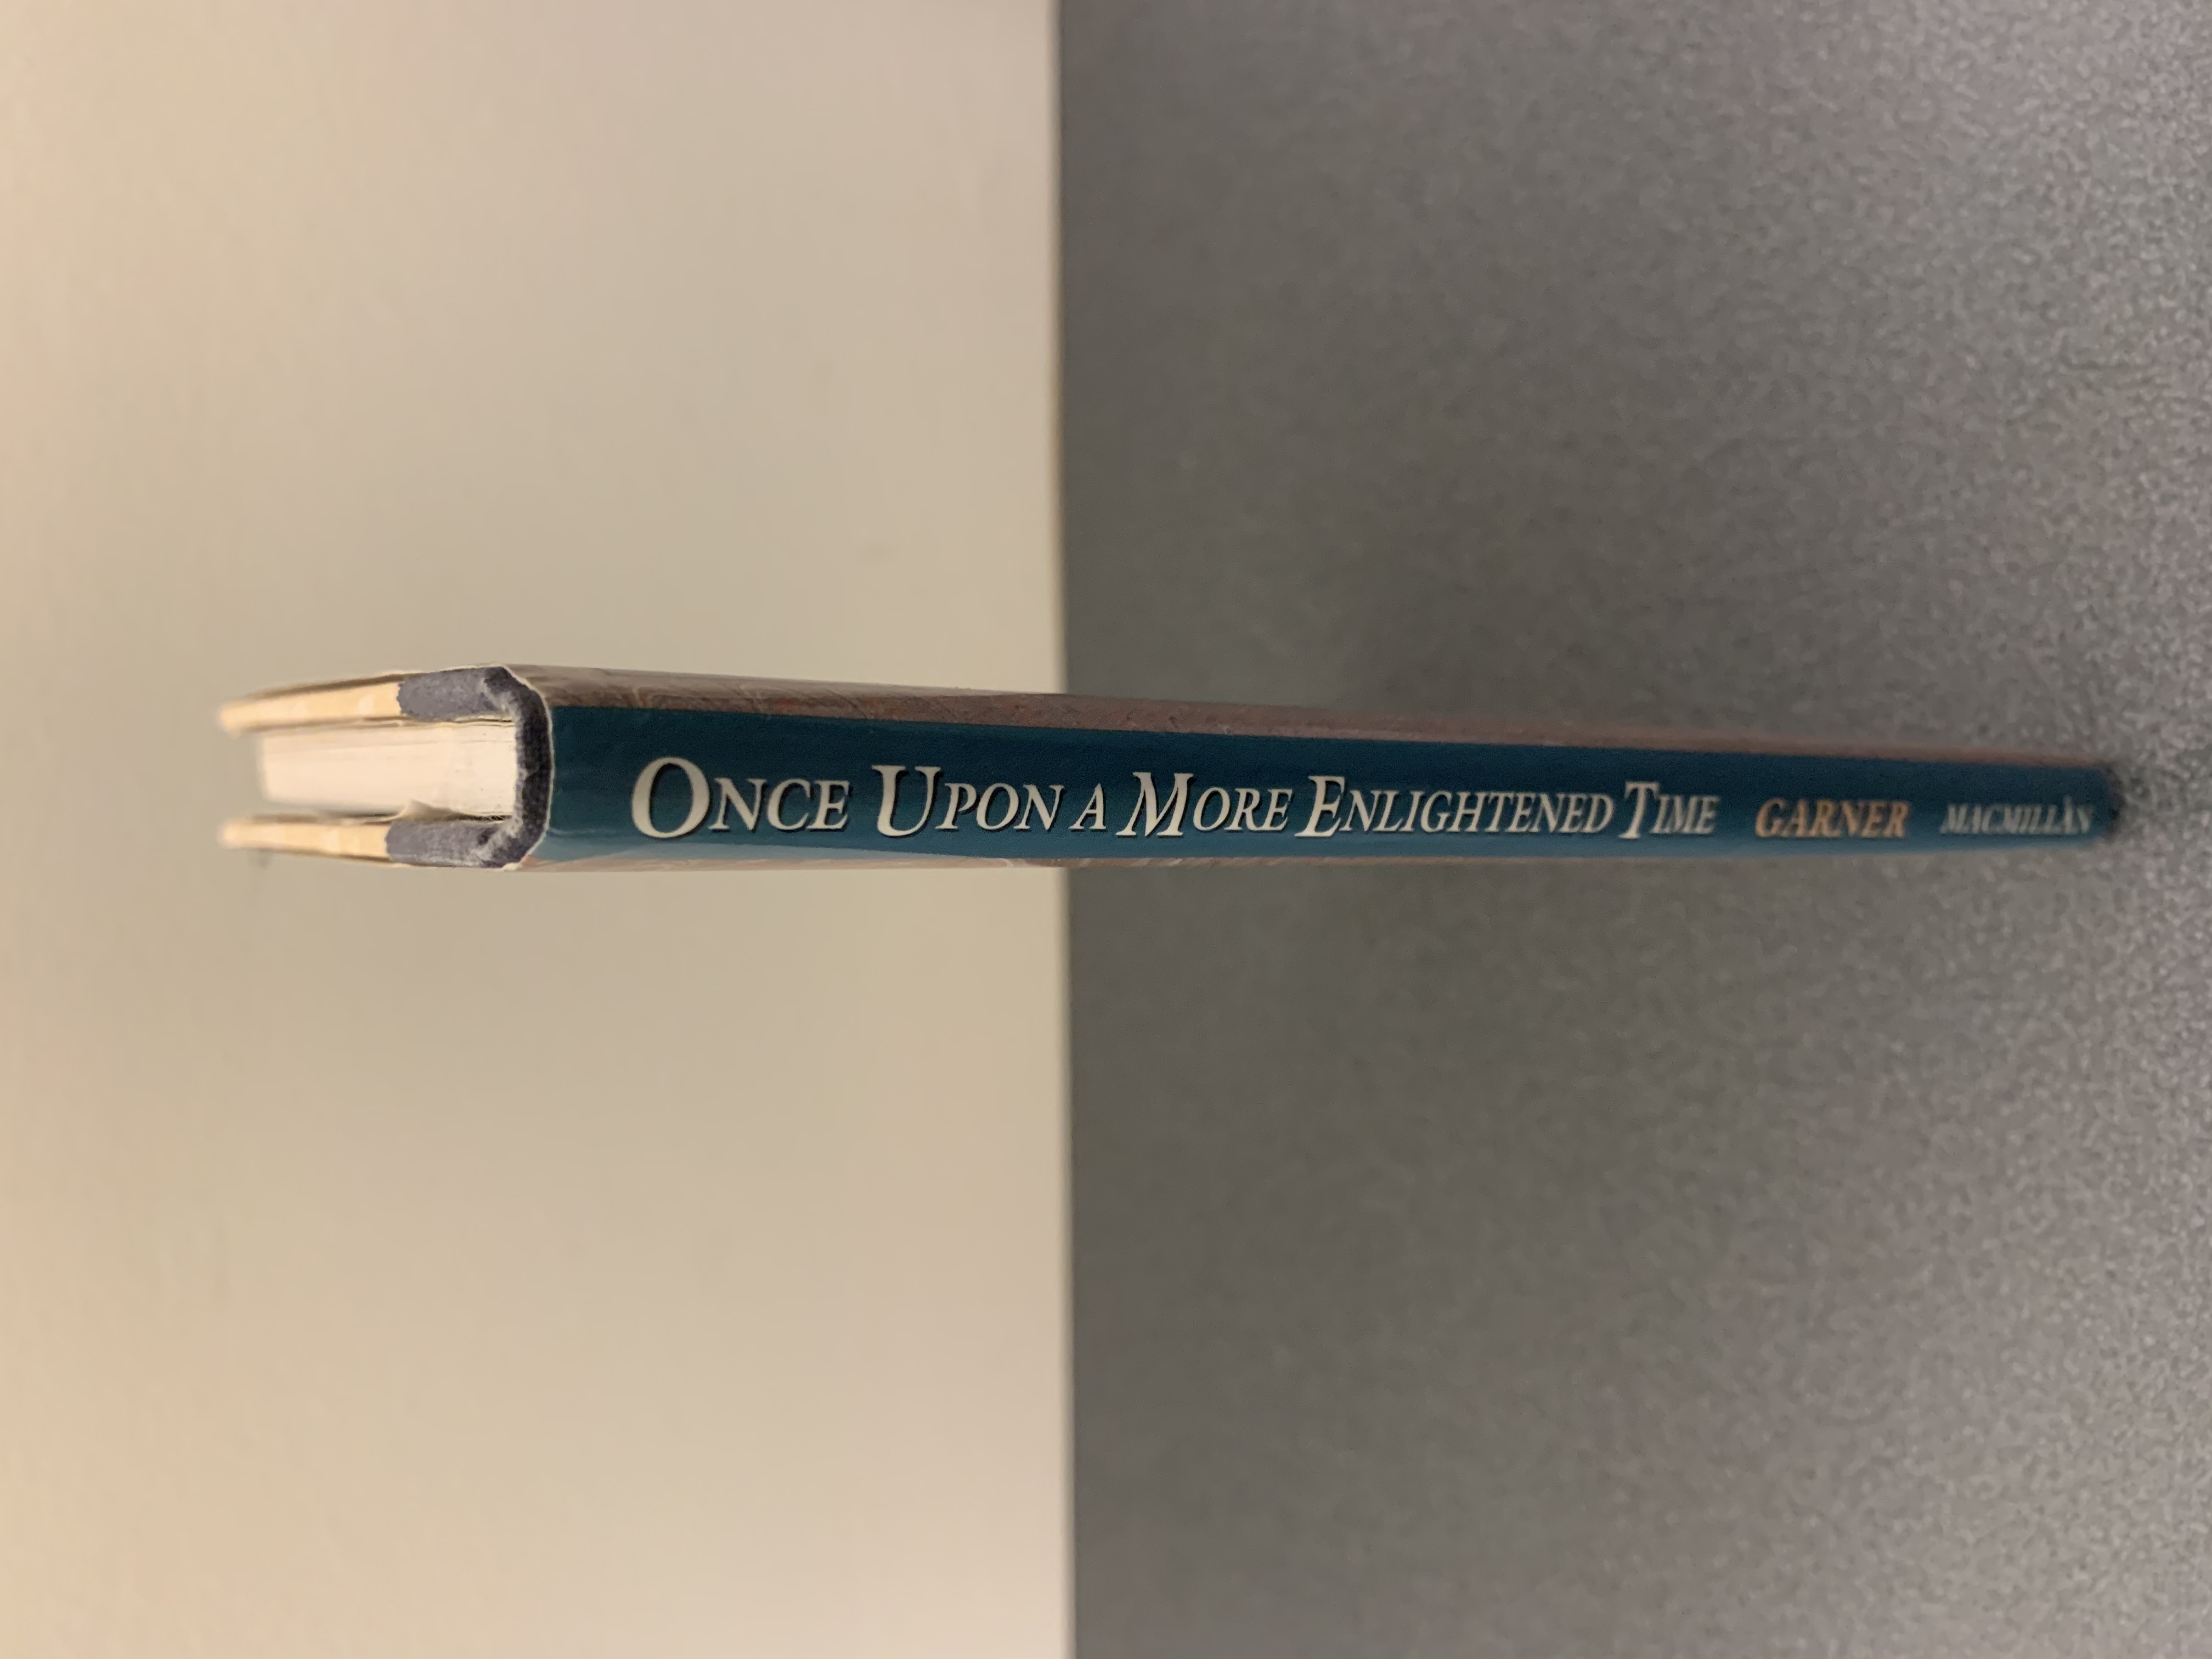 ONCE UPON A MORE ENLIGHTENED TIME GARNER MACMILLAN